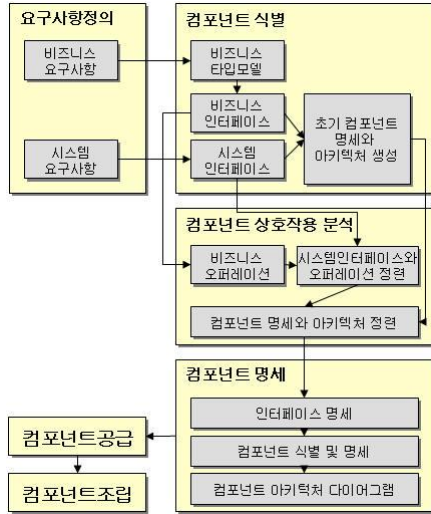 요구사항정의
비즈니스
요구사항
시스템
요구사항
컴포넌트 식별
비즈니스
타입모델
비즈니스
인터페이스
시스템
인터페이스
초기 컴포넌트
명세와
아키텍처 생성
컴포넌트 상호작용 분석
비즈니스
오퍼레이션
시스템인터페이스와
오퍼레이션 정련
컴포넌트 명세와 아키텍처 정련
컴포넌트 명세
인터페이스 명세
컴포넌트 식별 및 명세
컴포넌트 아키텍처 다이어그램
컴포넌트공급
컴포넌트조립